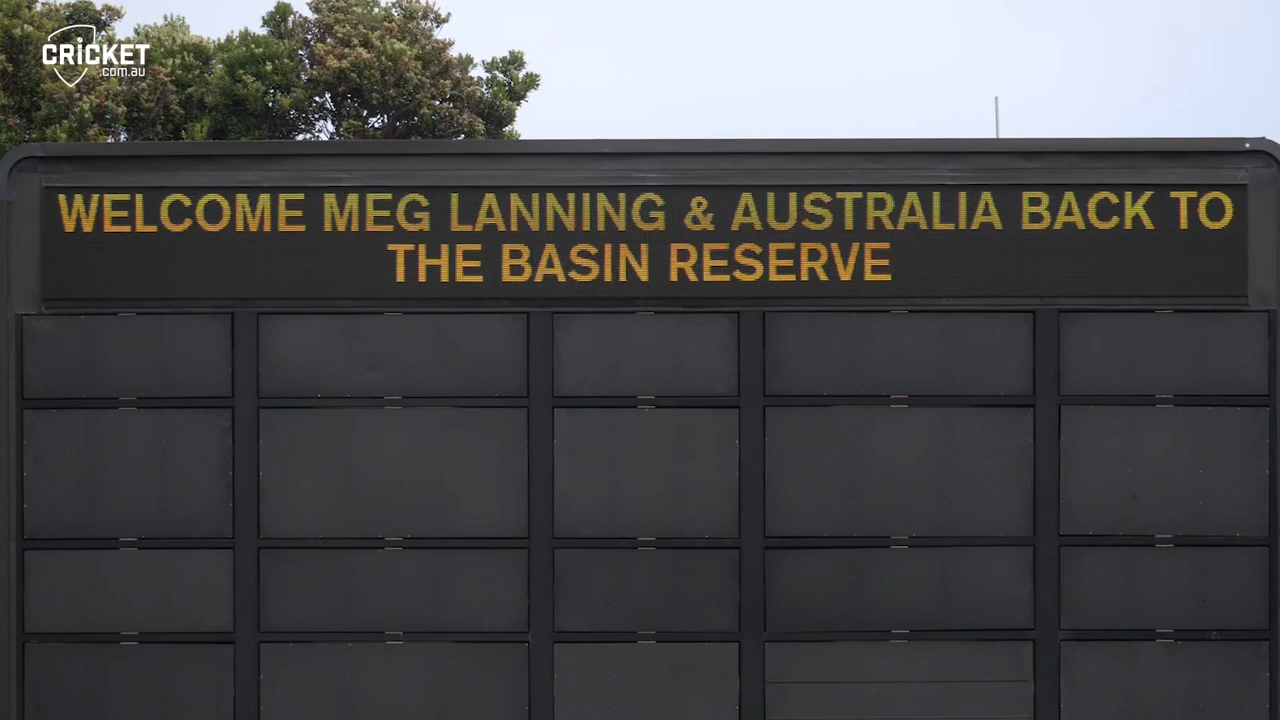 CRICKET
.com.au
WELCOME MEG LANNING & AUSTRALIA BACK TO
THE BASIN RESERVE